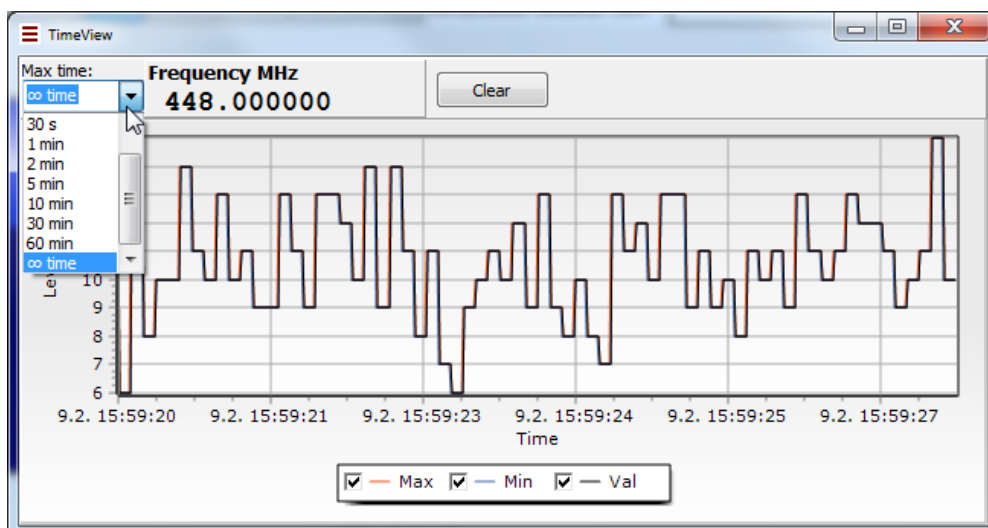 TimeView
Max time:
∞ time
Frequency MHz
448.000000
Clear
30 s
1 min
2 min
5 min
10 min
30 min
60 min
∞ time
10
9
8
7
6
9.2. 15:59:20 9.2. 15:59:21 9.2. 15:59:23 9.2. 15:59:24 9.2. 15:59:25 9.2. 15:59:27
Time
Max Min Val